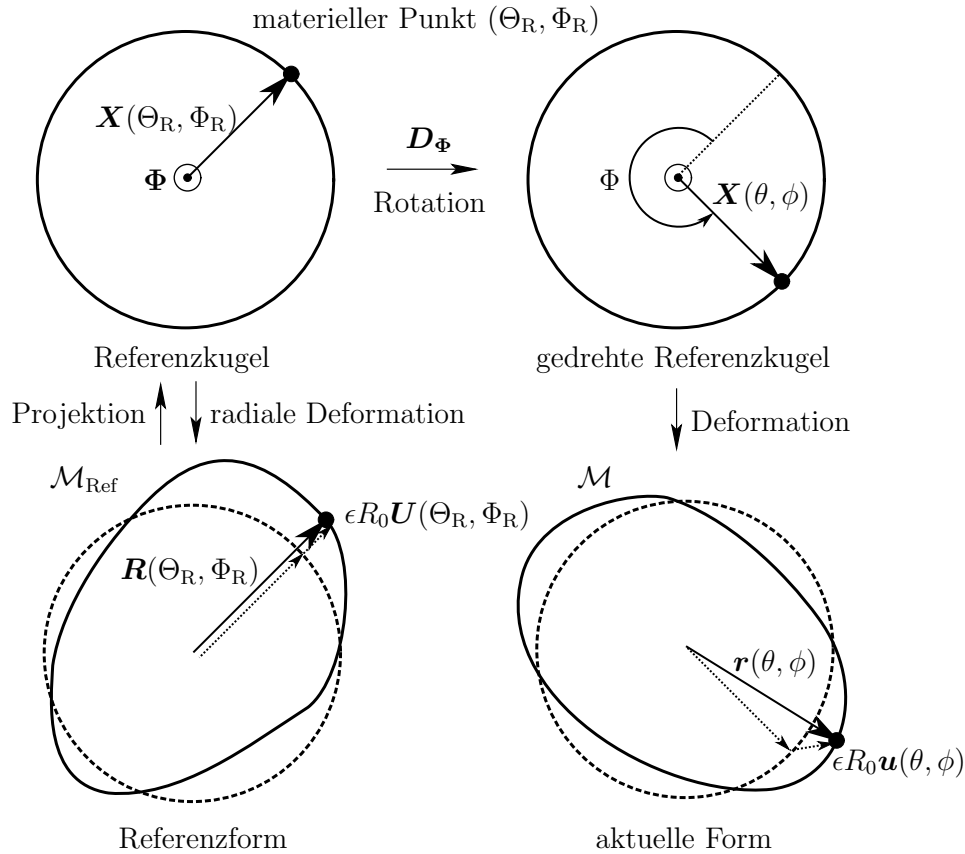 materieller Punkt (Θ_R, Φ_R)
X(Θ_R, Φ_R)
Φ
D_Φ
Rotation
Φ
X(θ, ϕ)
Referenzkugel
gedrehte Referenzkugel
Projektion
radiale Deformation
Deformation
M_Ref
ϵR_0U(Θ_R, Φ_R)
R(Θ_R, Φ_R)
M
r(θ, ϕ)
ϵR_0u(θ, ϕ)
Referenzform
aktuelle Form